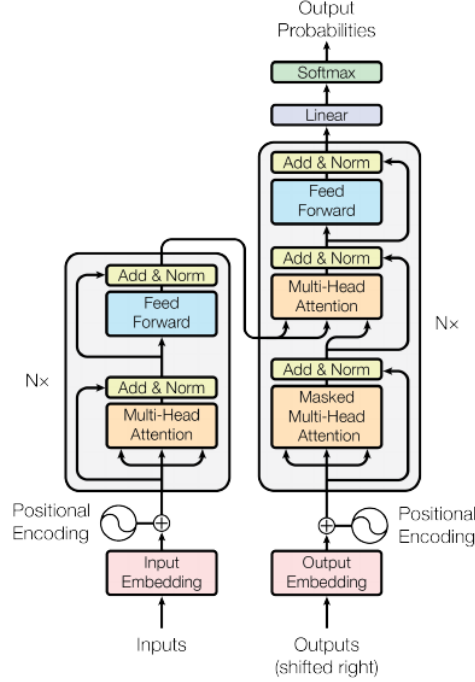 Output
Probabilities
Softmax
Linear
Add & Norm
Feed
Forward
Add & Norm
Multi-Head
Attention
Add & Norm
Masked
Multi-Head
Attention
N×
Add & Norm
Feed
Forward
Add & Norm
Multi-Head
Attention
N×
Positional
Encoding
Positional
Encoding
Input
Embedding
Output
Embedding
Inputs
Outputs
(shifted right)